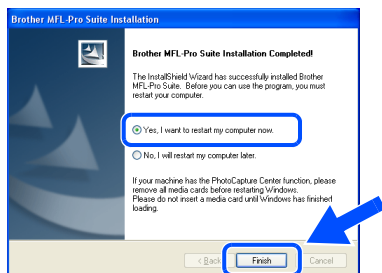 Brother MFL-Pro Suite Installation
Brother MFL-Pro Suite Installation Completed!
The InstallShield Wizard has successfully installed Brother
MFL-Pro Suite. Before you can use the program, you must
restart your computer.
Yes, I want to restart my computer now.
No, I will restart my computer later.
If your machine has the PhotoCapture Center function, please
remove all media cards before restarting Windows.
Please do not insert a media card until Windows has finisherl
loading.
< Back
Finish
Cancel